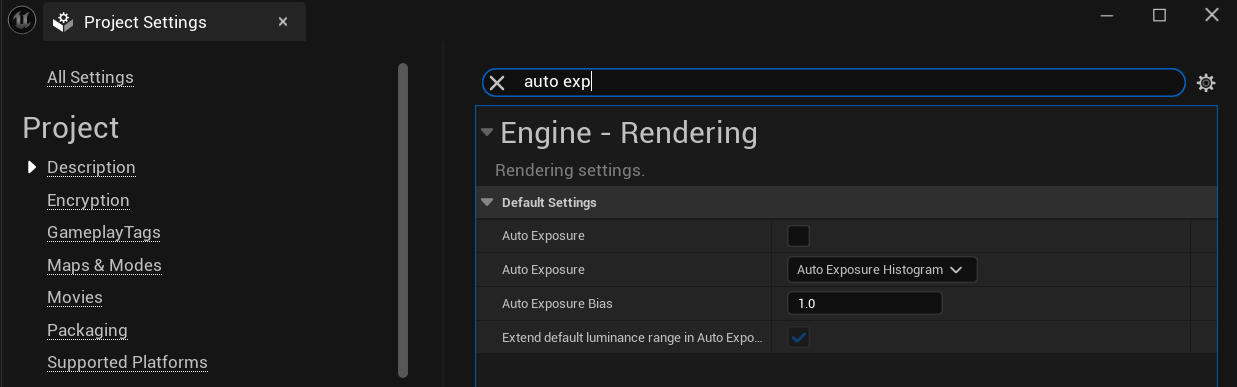 Project Settings
All Settings
Project
Description
Encryption
GameplayTags
Maps & Modes
Movies
Packaging
Supported Platforms
auto exp
Engine - Rendering
Rendering settings.
Default Settings
Auto Exposure
Auto Exposure Auto Exposure Histogram
Auto Exposure Bias 1.0
Extend default luminance range in Auto Expo...